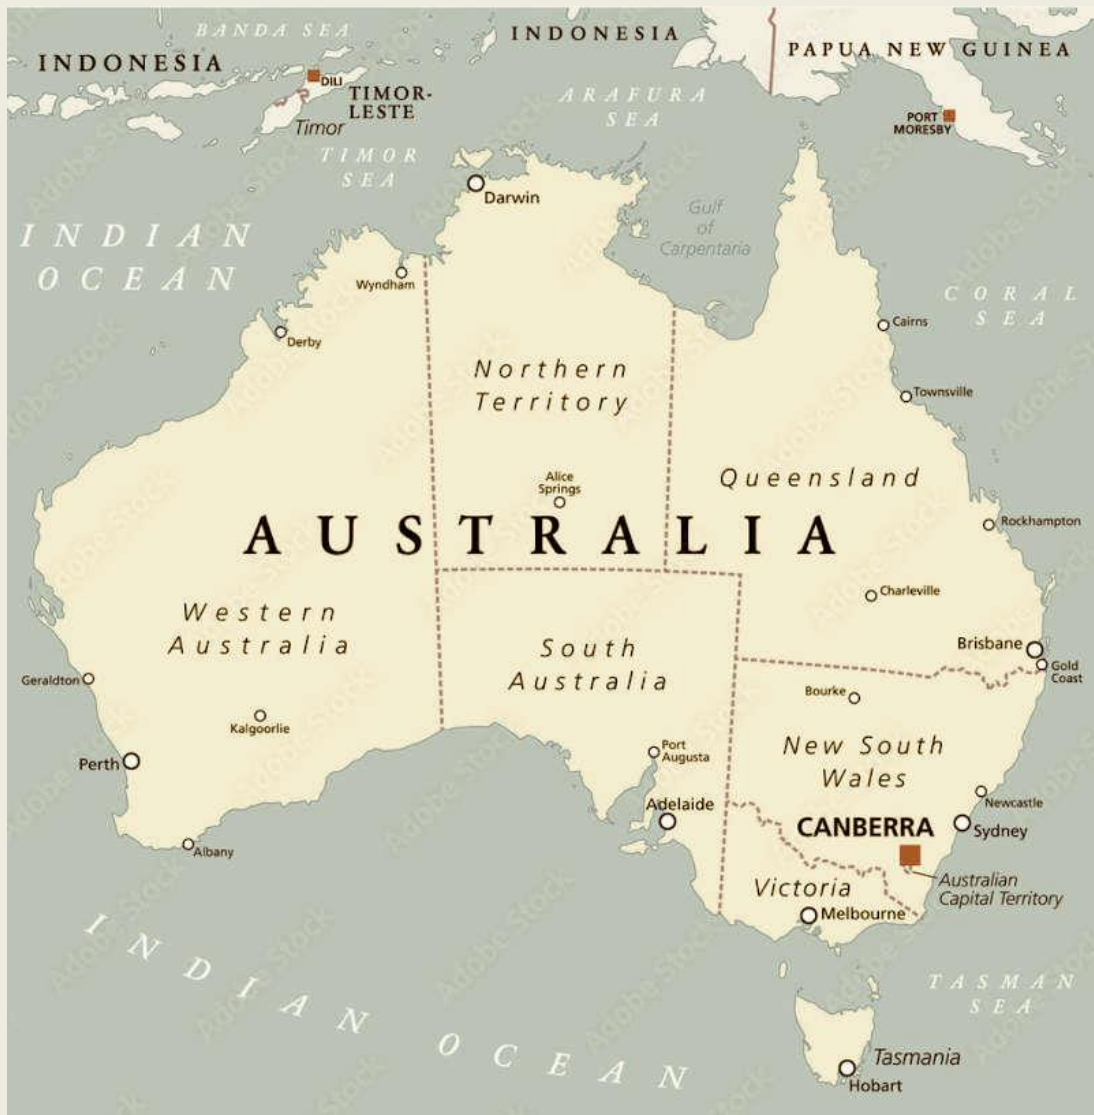 BANDA SEA
INDONESIA
INDONESIA
PAPUA NEW GUINEA
DILI
TIMOR-
LESTE
Timor
ARAFURA
SEA
PORT
MORESBY
TIMOR
SEA
Darwin
Gulf
of
Carpentaria
INDIAN
OCEAN
Wyndham
CORAL
SEA
Derby
Cairns
Northern
Territory
Townsville
Alice
Springs
Queensland
Rockhampton
AUSTRALIA
Charleville
Western
Australia
South
Australia
Brisbane
Gold
Coast
Geraldton
Kalgoorlie
Bourke
Perth
Port
Augusta
New South
Wales
Newcastle
Adelaide
CANBERRA
Sydney
Albany
Victoria
Australian
Capital Territory
Melbourne
INDIAN OCEAN
TASMAN
SEA
Tasmania
Hobart
Adobe Stock